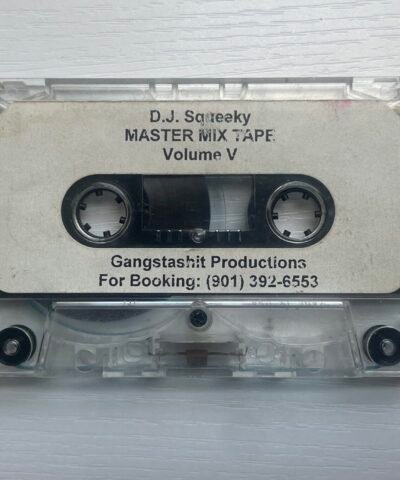 D.J. Squeeky
MASTER MIX TAPE
Volume V
Gangstashit Productions
For Booking: (901) 392-6553